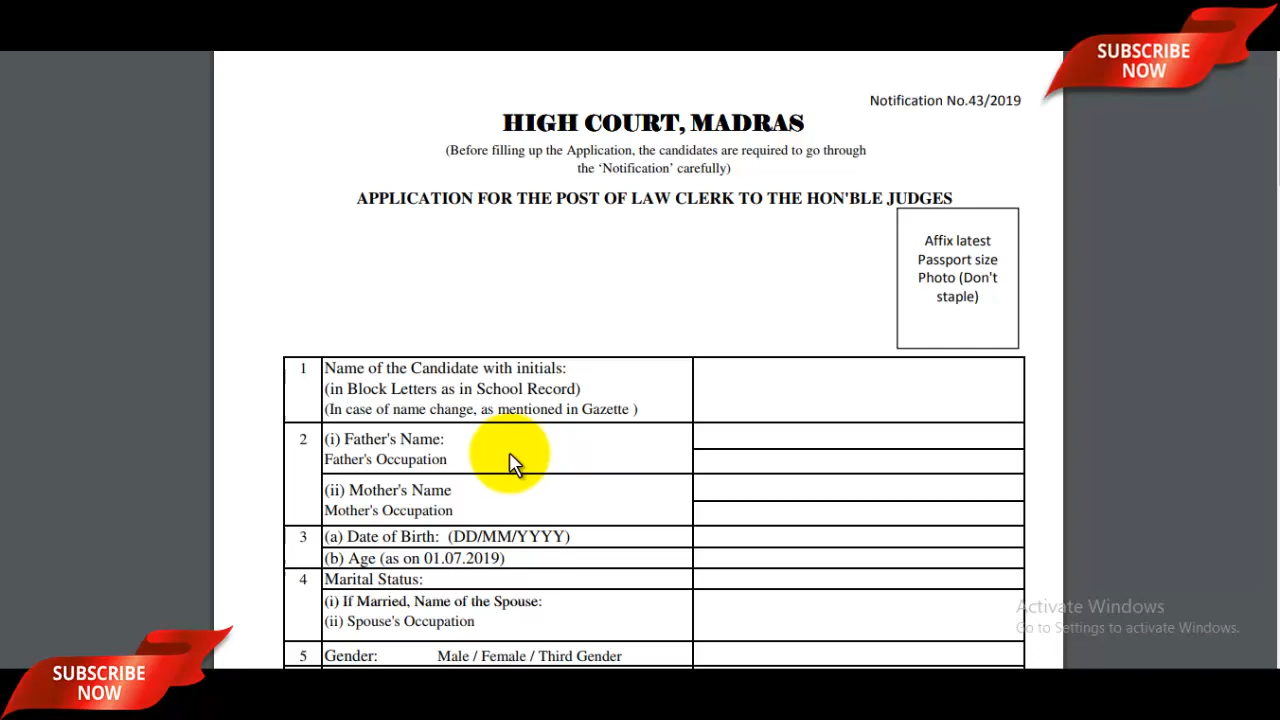 SUBSCRIBE
NOW
Notification No.43/2019
HIGH COURT, MADRAS
(Before filling up the Application, the candidates are required to go through
the ‘Notification’ carefully)
APPLICATION FOR THE POST OF LAW CLERK TO THE HON'BLE JUDGES
Affix latest
Passport size
Photo (Don't
staple)
1 Name of the Candidate with initials:
(in Block Letters as in School Record)
(In case of name change, as mentioned in Gazette )
2 (i) Father's Name:
Father's Occupation
(ii) Mother's Name
Mother's Occupation
3 (a) Date of Birth: (DD/MM/YYYY)
(b) Age (as on 01.07.2019)
4 Marital Status:
(i) If Married, Name of the Spouse:
(ii) Spouse's Occupation
5 Gender: Male / Female / Third Gender
Activate Windows
Go to Settings to activate Windows.
SUBSCRIBE
NOW